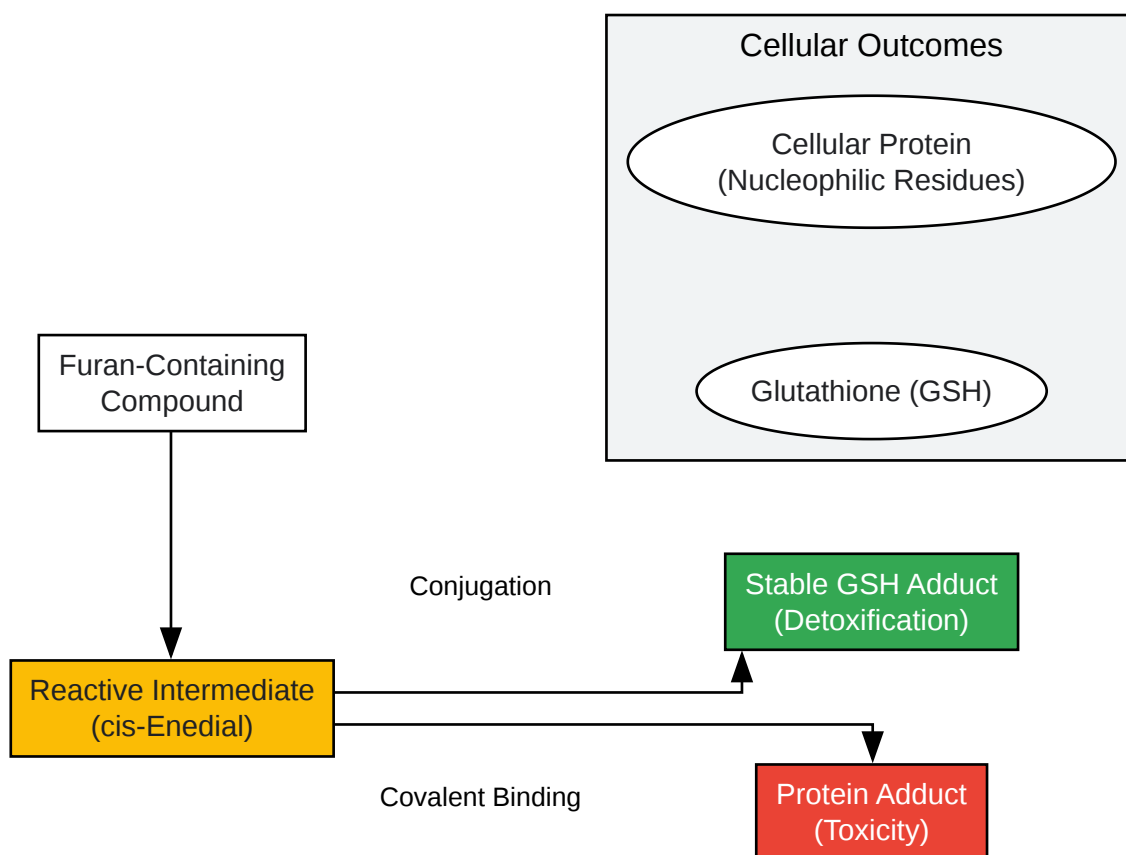 Cellular Outcomes
Cellular Protein
(Nucleophilic Residues)
Glutathione (GSH)
Furan-Containing
Compound
Conjugation
Stable GSH Adduct
(Detoxification)
Reactive Intermediate
(cis-Enedial)
Covalent Binding
Protein Adduct
(Toxicity)